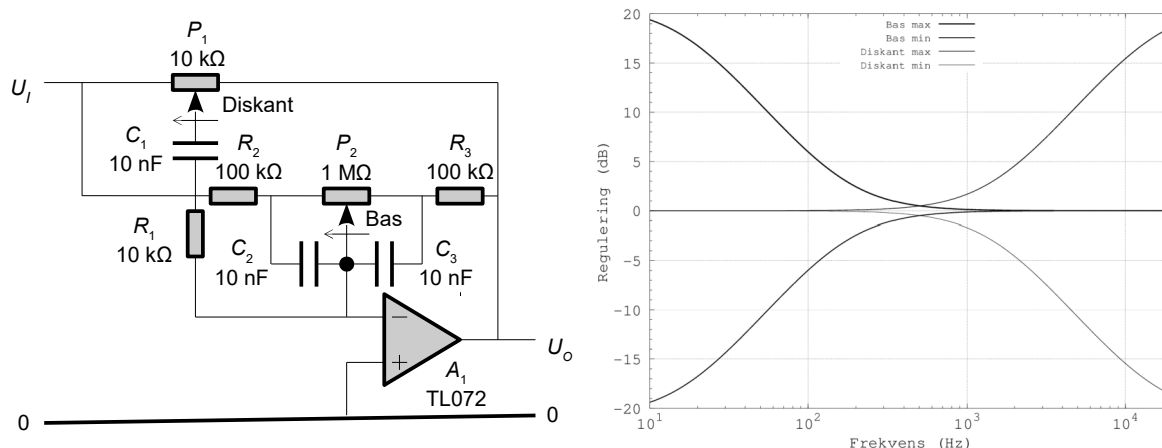 P1
10 kΩ
UI
Diskant
C1
10 nF
R2
100 kΩ
P2
1 MΩ
R3
100 kΩ
R1
10 kΩ
Bas
C2
10 nF
C3
10 nF
−
+
A1
TL072
UO
0
0
20
15
10
5
0
-5
-10
-15
-20
Regulering (dB)
Bas max
Bas min
Diskant max
Diskant min
10^1
10^2
10^3
10^4
Frekvens (Hz)